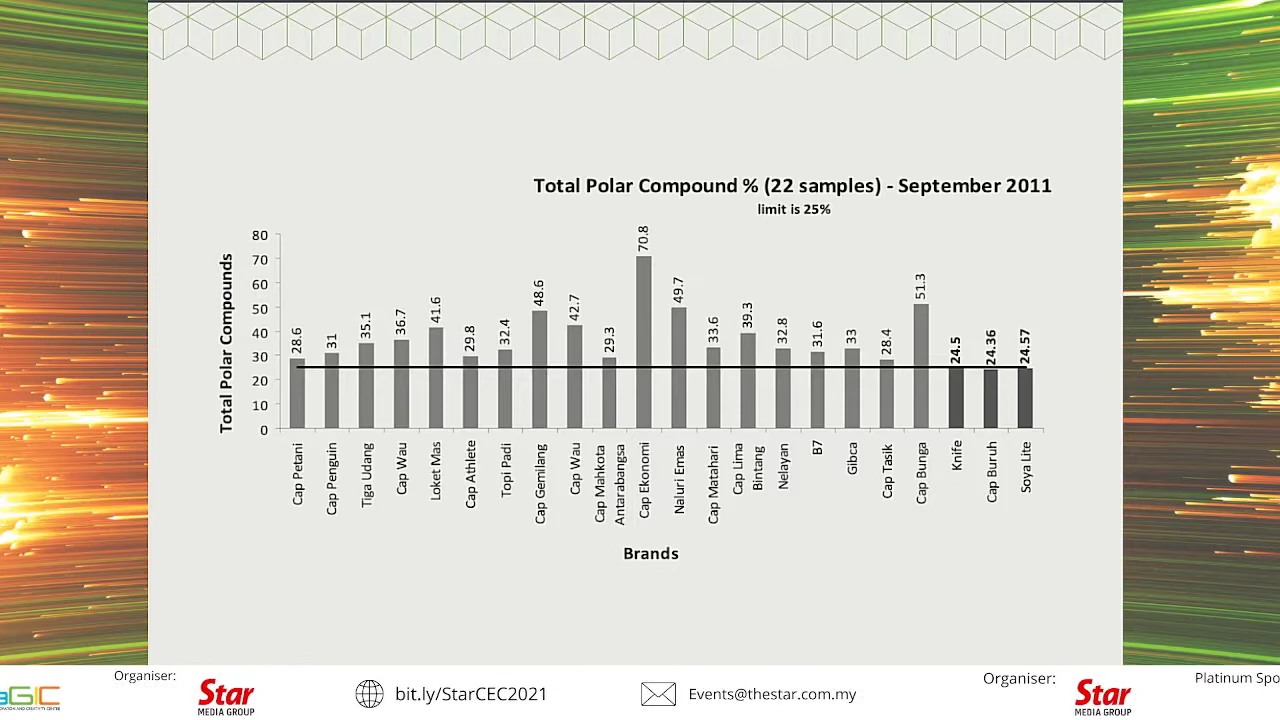 Total Polar Compound % (22 samples) - September 2011
limit is 25%
Total Polar Compounds
80
70
60
50
40
30
20
10
0
28.6
31
35.1
36.7
41.6
29.8
32.4
48.6
42.7
29.3
70.8
49.7
33.6
39.3
32.8
31.6
33
28.4
51.3
24.5
24.36
24.57
Cap Petani
Cap Penguin
Tiga Udang
Cap Wau
Loket Mas
Cap Athlete
Topi Padi
Cap Gemilang
Cap Wau
Cap Mahkota
Antarabangsa
Cap Ekonomi
Naluri Emas
Cap Matahari
Cap Lima
Bintang
Nelayan
B7
Gibca
Cap Tasik
Cap Bunga
Knife
Cap Buruh
Soya Lite
Brands
Organiser:
Star
MEDIA GROUP
bit.ly/StarCEC2021
Events@thestar.com.my
Organiser:
Star
MEDIA GROUP
Platinum Spo